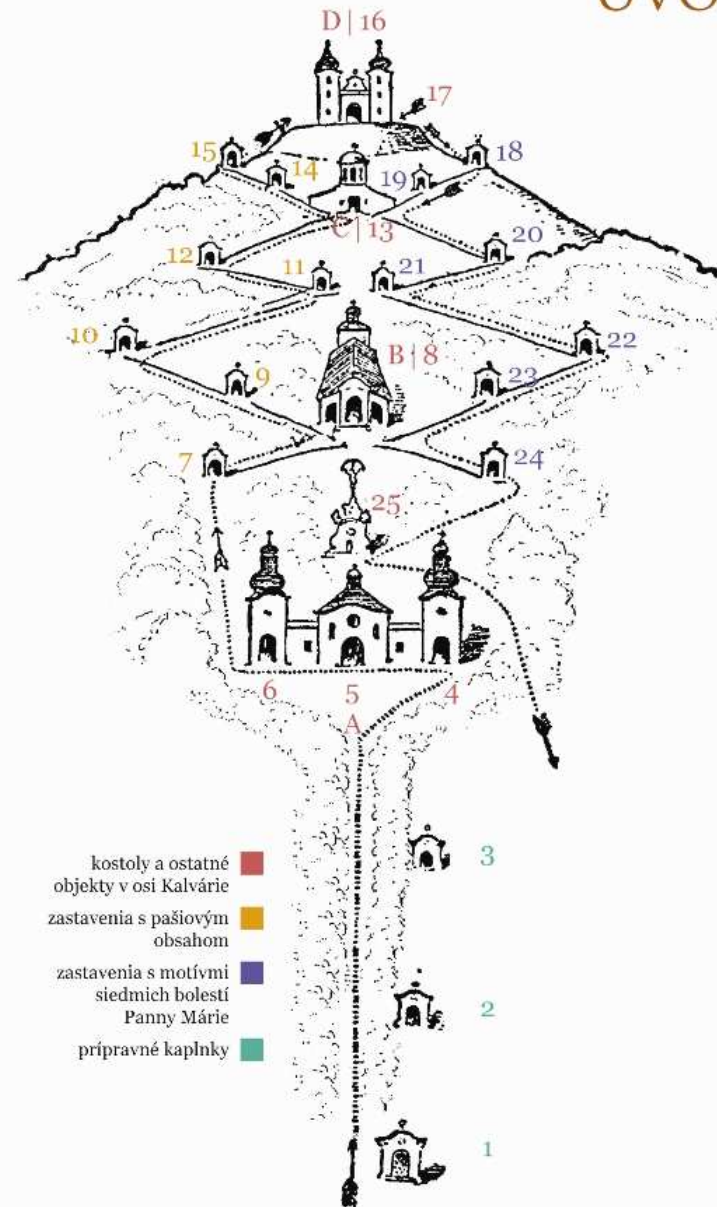 ÚVO
D | 16
17
15
18
14
19
C | 13
12
20
11
21
10
22
B | 8
9
23
7
24
25
6
5
4
A
3
kostoly a ostatné
objekty v osi Kalvárie
zastavenia s pašiovým
obsahom
zastavenia s motívmi
siedmich bolestí
Panny Márie
prípravné kaplnky
2
1